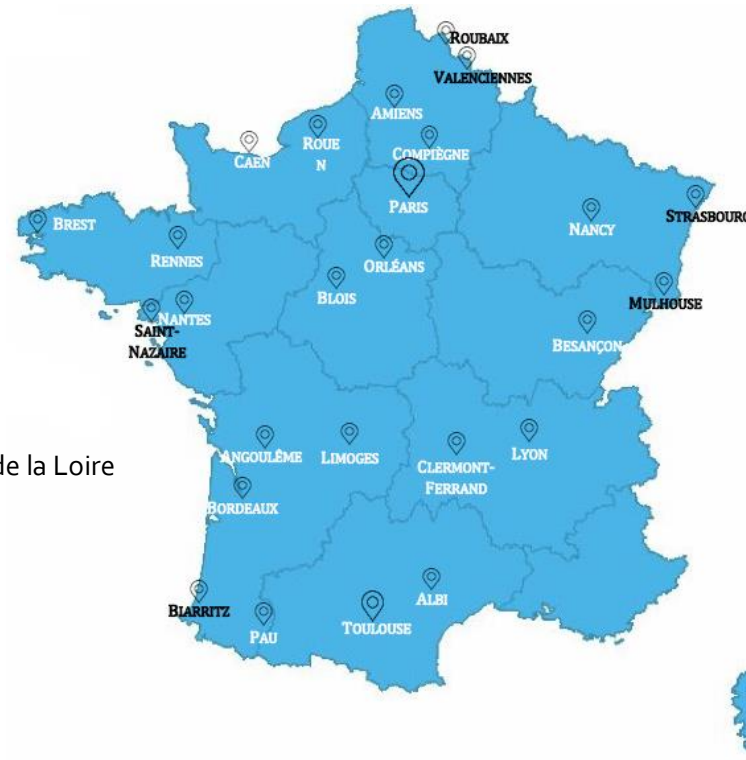 ROUBAIX
VALENCIENNES
AMIENS
ROUE
N
CAEN
COMPIÈGNE
PARIS
STRASBOURG
BREST
NANCY
RENNES
ORLÉANS
BLOIS
MULHOUSE
NANTES
SAINT-
NAZAIRE
BESANÇON
de la Loire
ANGOULÊME
LIMOGES
LYON
CLERMONT-
FERRAND
BORDEAUX
ALBI
BIARRITZ
TOULOUSE
PAU